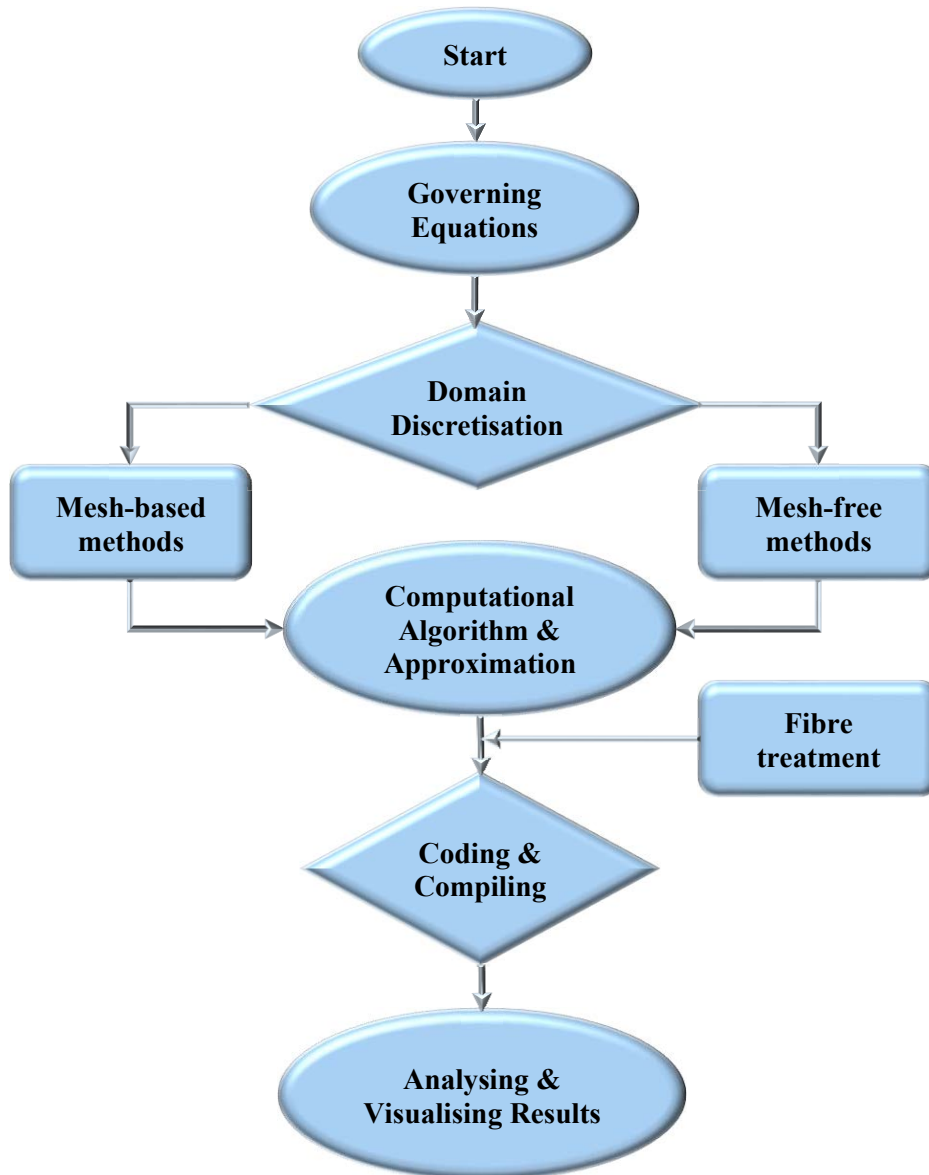 Start
Governing
Equations
Domain
Discretisation
Mesh-based
methods
Mesh-free
methods
Computational
Algorithm &
Approximation
Fibre
treatment
Coding &
Compiling
Analysing &
Visualising Results